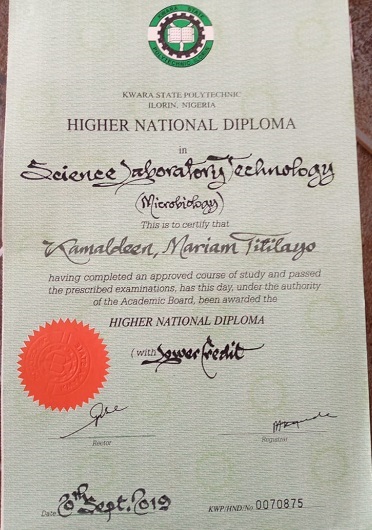 KWARA STATE POLYTECHNIC
KWARA STATE POLYTECHNIC
ILORIN, NIGERIA
HIGHER NATIONAL DIPLOMA
in
Science Laboratory Technology
(Microbiology)
This is to certify that
Kamaldeen, Mariam Titilayo
having completed an approved course of study and passed
the prescribed examinations, has this day, under the authority
of the Academic Board, been awarded the
HIGHER NATIONAL DIPLOMA
(with Lower Credit
Rector
Registrar
Date 20th Sept. 2019
KWP/HND/No. 0070875